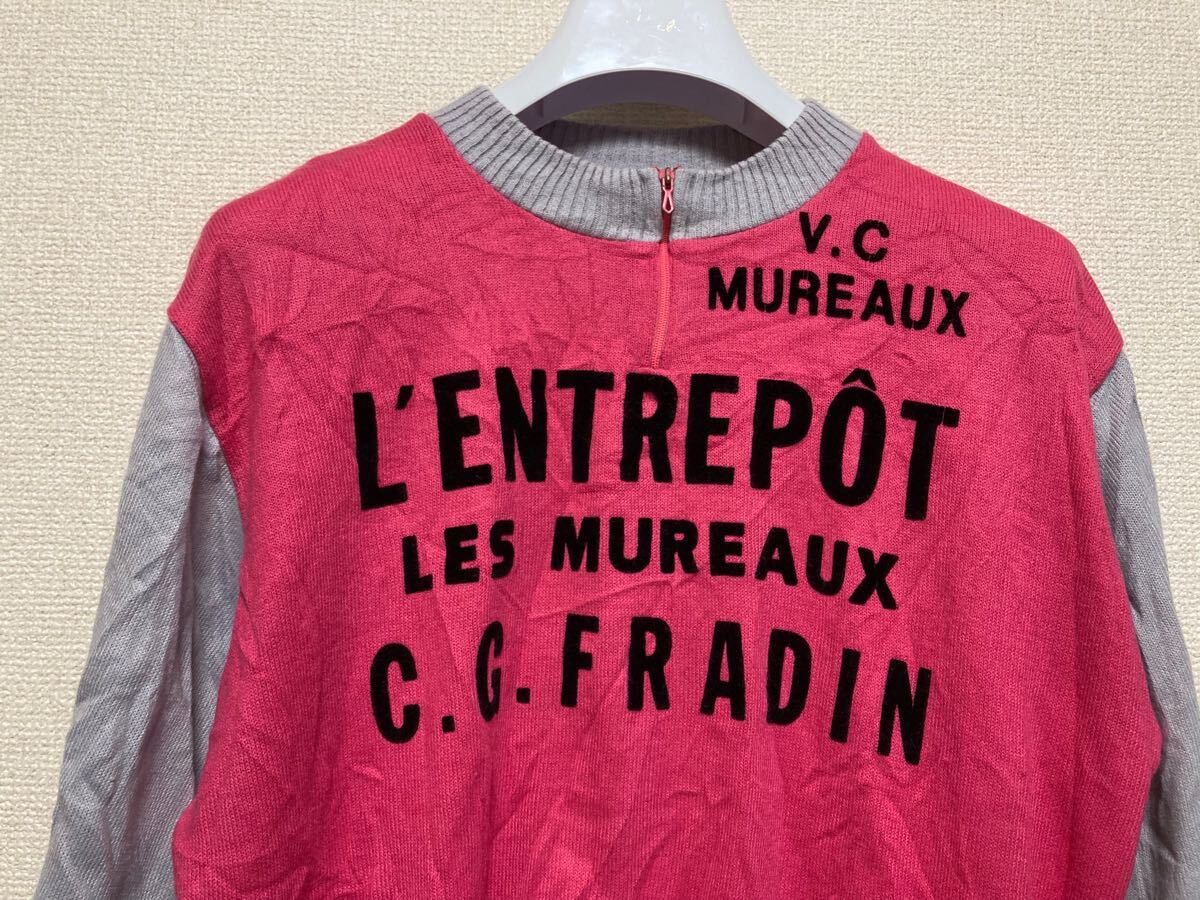 V.C
MUREAUX
L'ENTREPÔT
LES MUREAUX
C.G.FRADIN